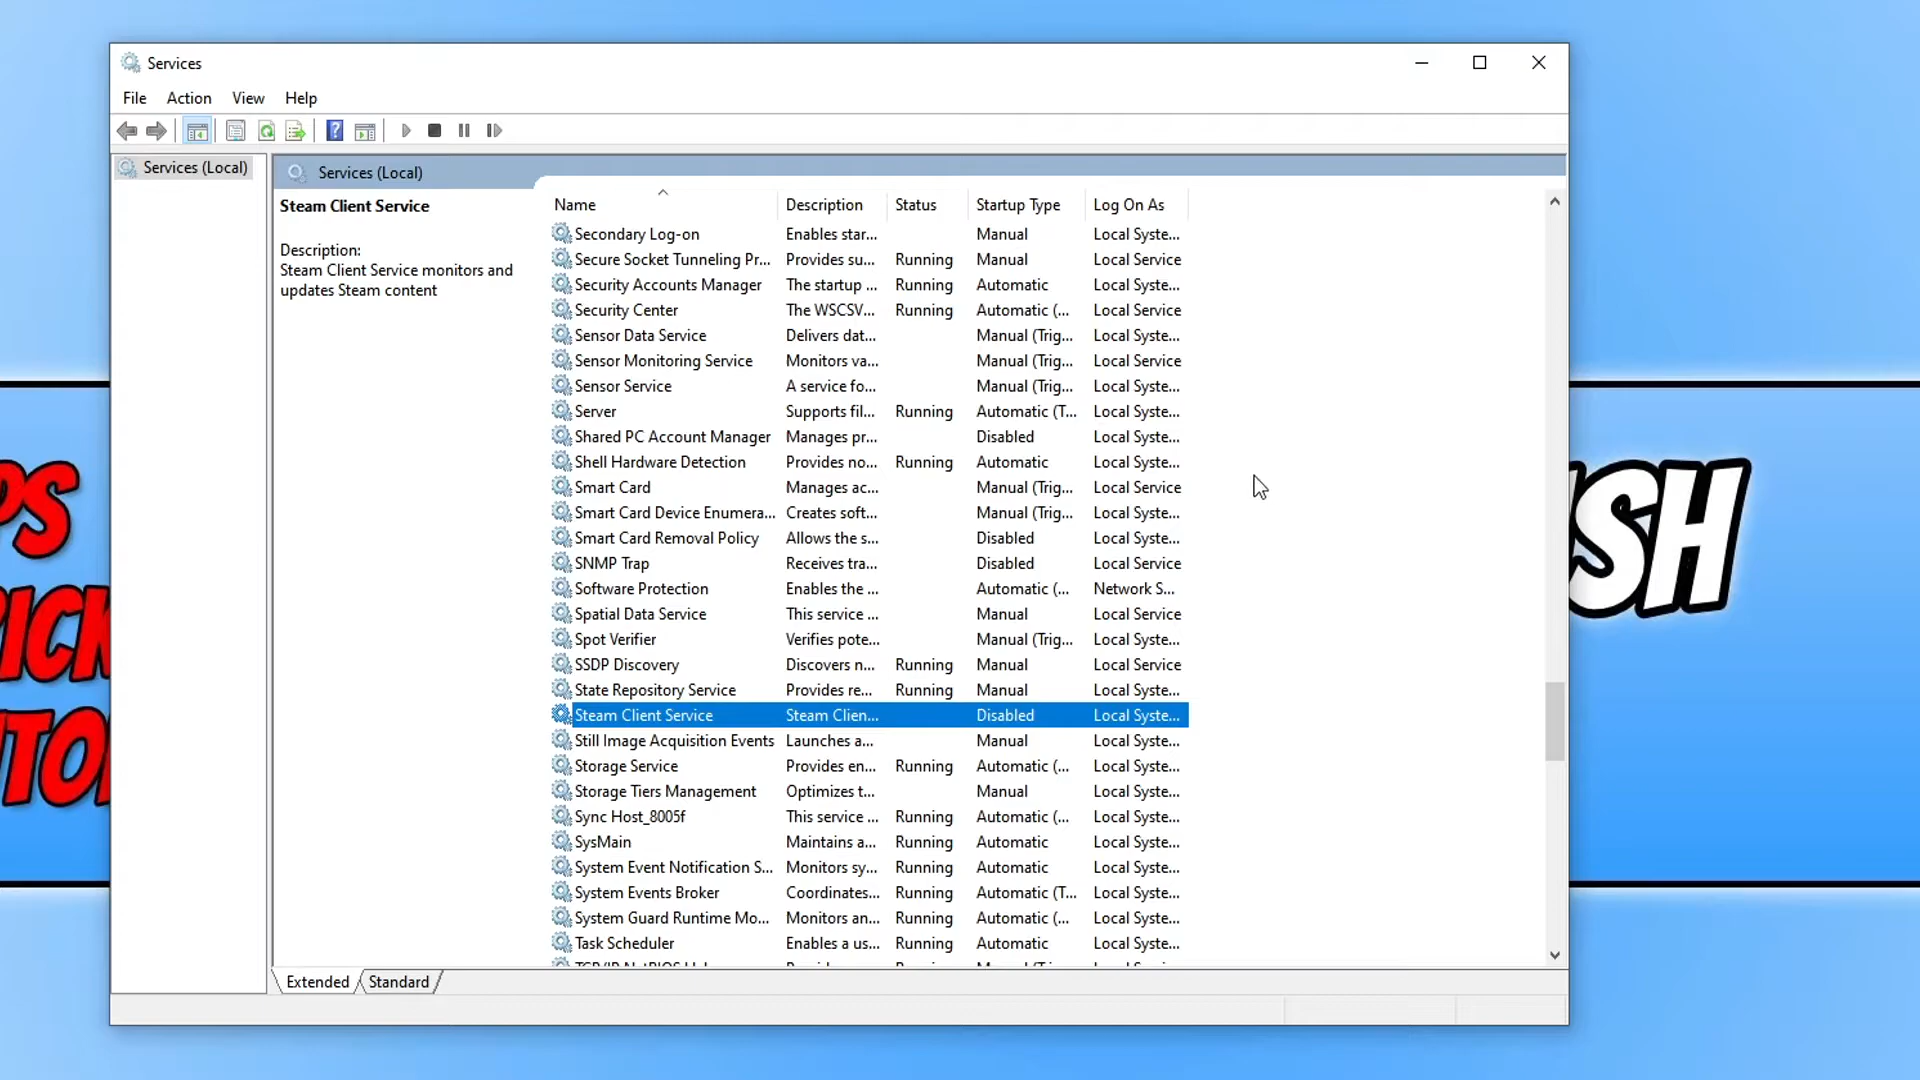 Services
File Action View Help
Services (Local)
Services (Local)
Steam Client Service
Description:
Steam Client Service monitors and
updates Steam content
Name Description Status Startup Type Log On As
Secondary Log-on Enables star... Manual Local Syste...
Secure Socket Tunneling Pr... Provides su... Running Manual Local Service
Security Accounts Manager The startup ... Running Automatic Local Syste...
Security Center The WSCSV... Running Automatic (... Local Service
Sensor Data Service Delivers dat... Manual (Trig... Local Syste...
Sensor Monitoring Service Monitors va... Manual (Trig... Local Service
Sensor Service A service fo... Manual (Trig... Local Syste...
Server Supports fil... Running Automatic (T... Local Syste...
Shared PC Account Manager Manages pr... Disabled Local Syste...
Shell Hardware Detection Provides no... Running Automatic Local Syste...
Smart Card Manages ac... Manual (Trig... Local Service
Smart Card Device Enumera... Creates soft... Manual (Trig... Local Syste...
Smart Card Removal Policy Allows the s... Disabled Local Syste...
SNMP Trap Receives tra... Disabled Local Service
Software Protection Enables the ... Automatic (... Network S...
Spatial Data Service This service ... Manual Local Service
Spot Verifier Verifies pote... Manual (Trig... Local Syste...
SSDP Discovery Discovers n... Running Manual Local Service
State Repository Service Provides re... Running Manual Local Syste...
Steam Client Service Steam Clien... Disabled Local Syste...
Still Image Acquisition Events Launches a... Manual Local Syste...
Storage Service Provides en... Running Automatic (... Local Syste...
Storage Tiers Management Optimizes t... Manual Local Syste...
Sync Host_8005f This service ... Running Automatic (... Local Syste...
SysMain Maintains a... Running Automatic Local Syste...
System Event Notification S... Monitors sy... Running Automatic Local Syste...
System Events Broker Coordinates... Running Automatic (T... Local Syste...
System Guard Runtime Mo... Monitors an... Running Automatic (... Local Syste...
Task Scheduler Enables a us... Running Automatic Local Syste...
Extended Standard